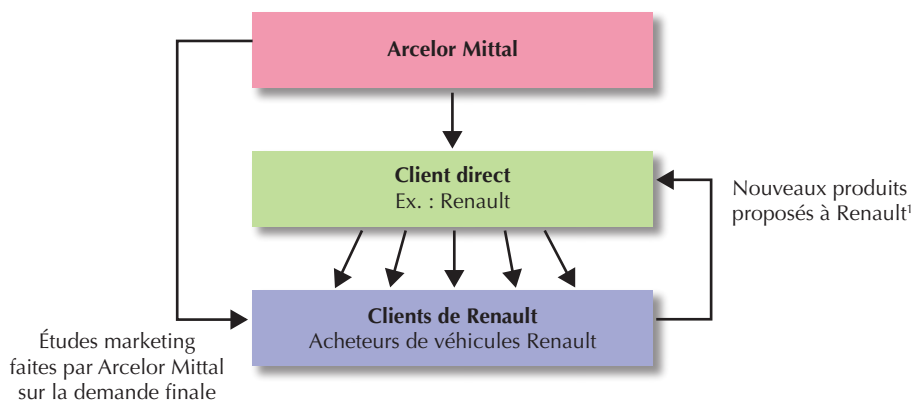 Arcelor Mittal
Client direct
Ex. : Renault
Nouveaux produits
proposés à Renault¹
Clients de Renault
Acheteurs de véhicules Renault
Études marketing
faites par Arcelor Mittal
sur la demande finale